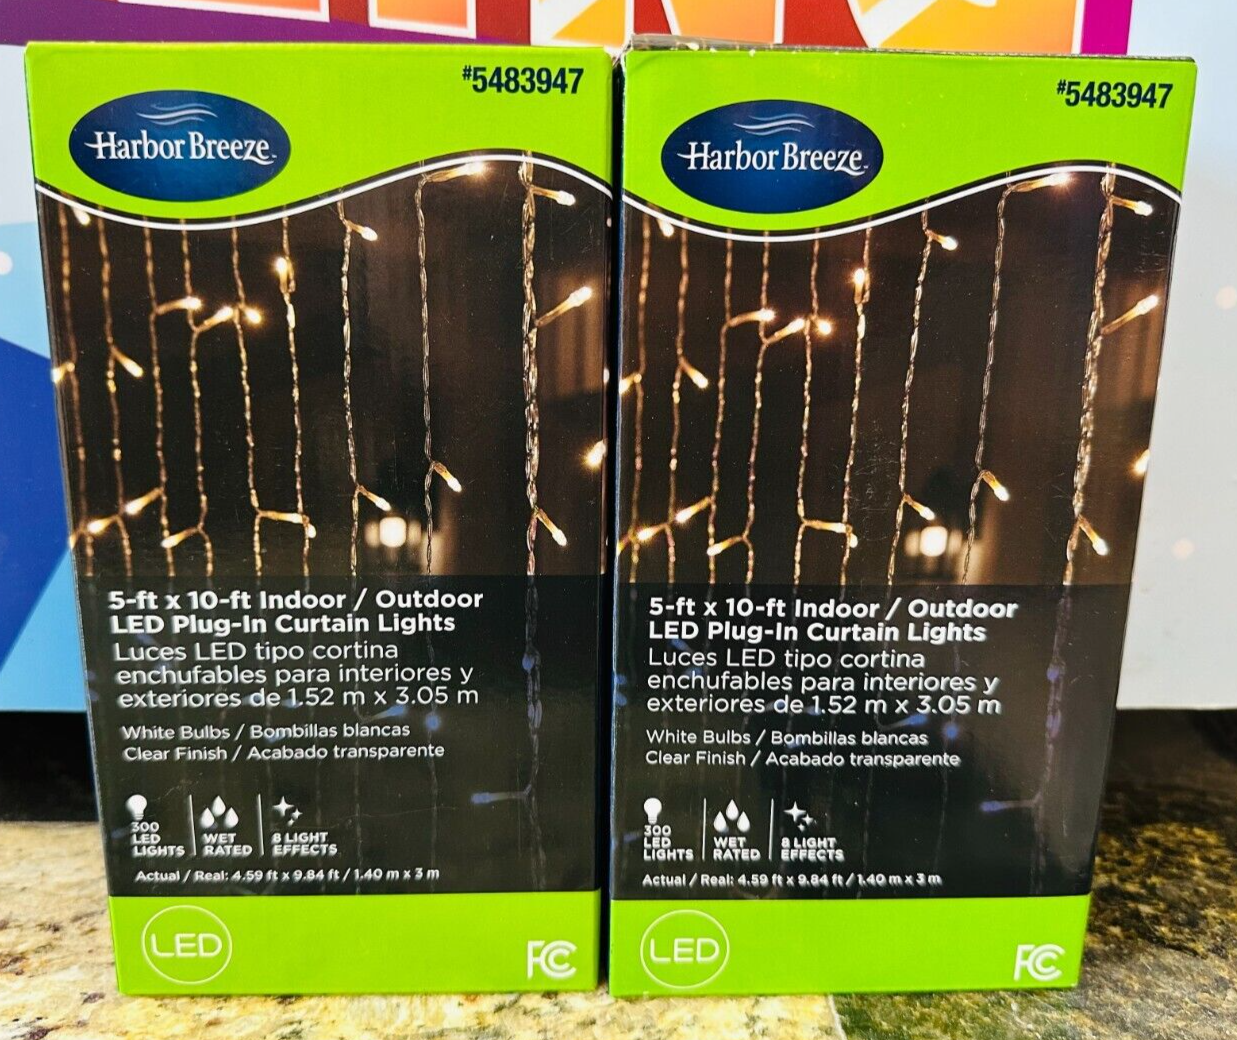 #5483947
Harbor Breeze
5-ft x 10-ft Indoor / Outdoor
LED Plug-In Curtain Lights
Luces LED tipo cortina
enchufables para interiores y
exteriores de 1.52 m x 3.05 m
White Bulbs / Bombillas blancas
Clear Finish / Acabado transparente
300
LED
LIGHTS
WET
RATED
8 LIGHT
EFFECTS
Actual / Real: 4.59 ft x 9.84 ft / 1.40 m x 3 m
LED
FC
#5483947
Harbor Breeze
5-ft x 10-ft Indoor / Outdoor
LED Plug-In Curtain Lights
Luces LED tipo cortina
enchufables para interiores y
exteriores de 1.52 m x 3.05 m
White Bulbs / Bombillas blancas
Clear Finish / Acabado transparente
300
LED
LIGHTS
WET
RATED
8 LIGHT
EFFECTS
Actual / Real: 4.59 ft x 9.84 ft / 1.40 m x 3 m
LED
FC